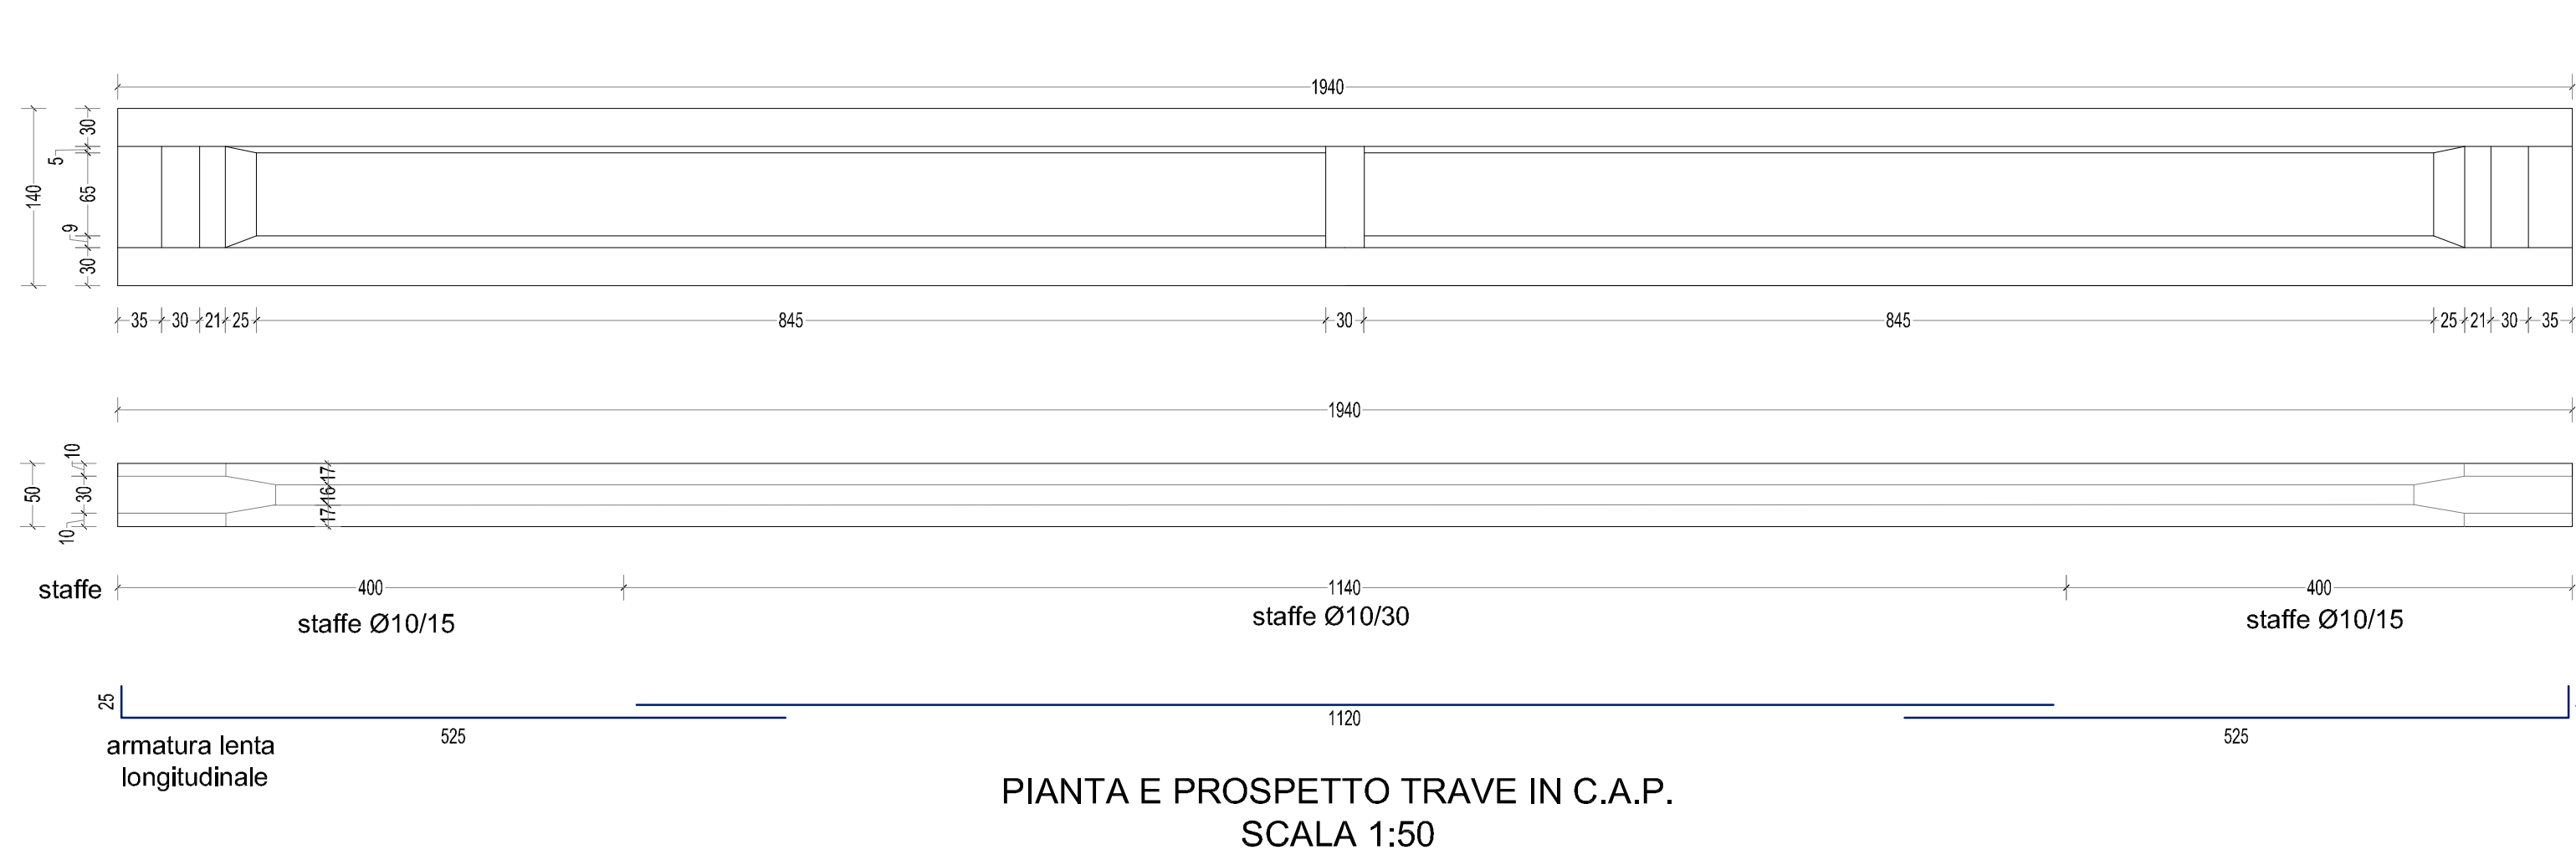 1940
30
5
65
9
30
140
35 30 21 25 845 30 845 25 21 30 35
1940
10
30
10
50
17
16
17
staffe
400 1140 400
staffe Ø10/15 staffe Ø10/30 staffe Ø10/15
25
525 1120 525
armatura lenta
longitudinale
PIANTA E PROSPETTO TRAVE IN C.A.P.
SCALA 1:50